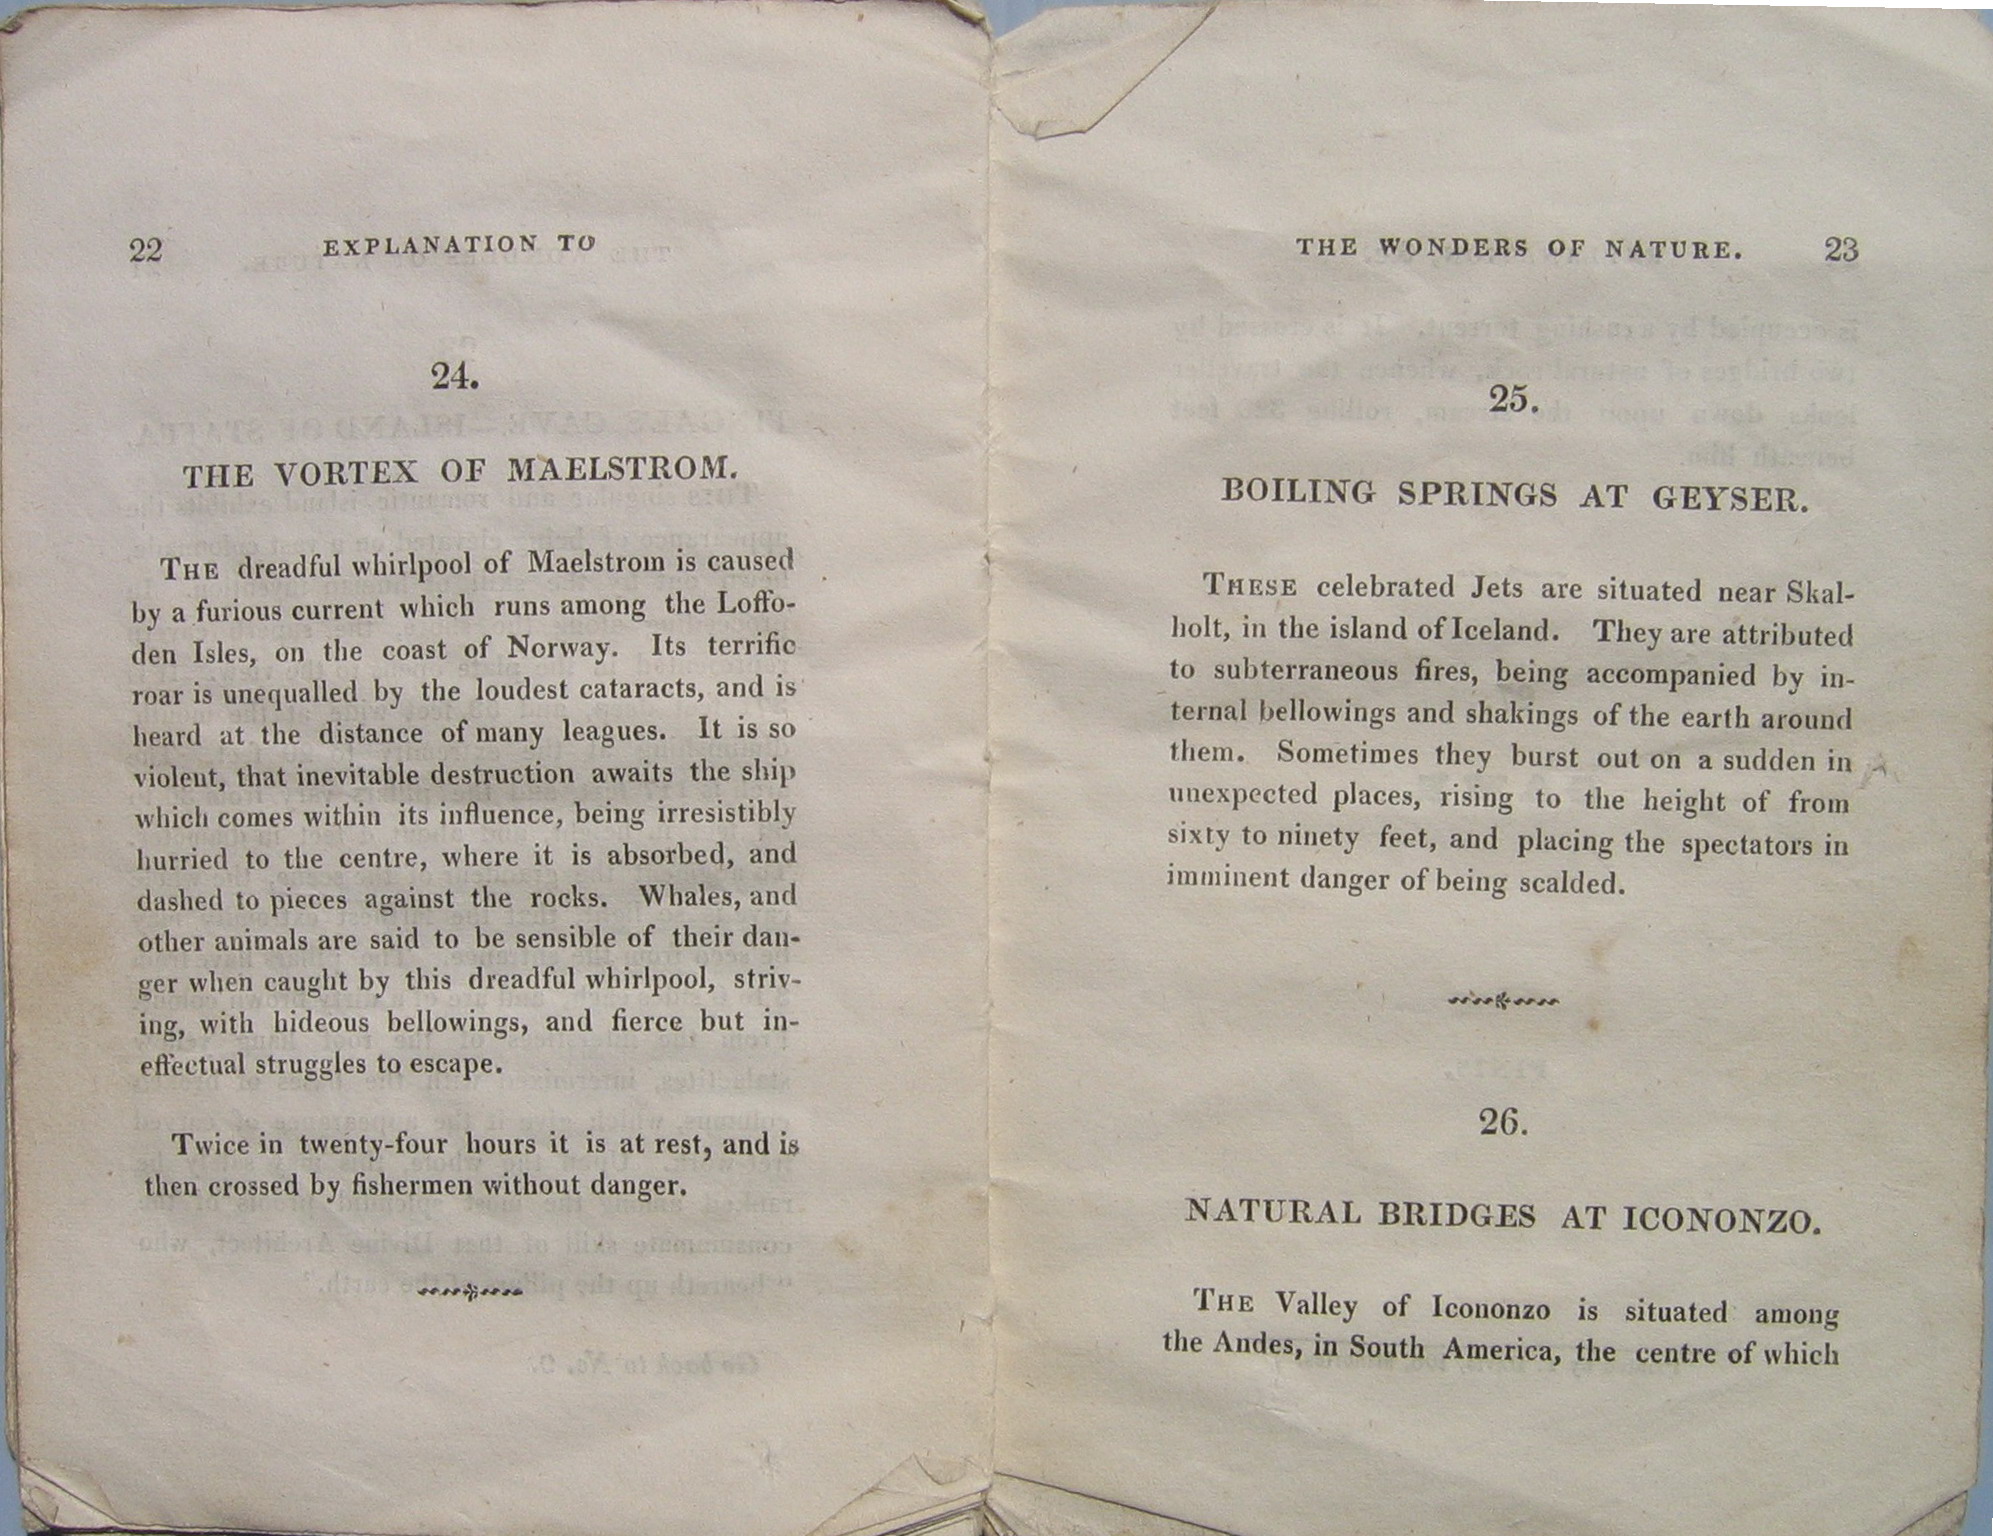 22 EXPLANATION TO
24.
THE VORTEX OF MAELSTROM.
THE dreadful whirlpool of Maelstrom is caused
by a furious current which runs among the Loffo-
den Isles, on the coast of Norway. Its terrific
roar is unequalled by the loudest cataracts, and is
heard at the distance of many leagues. It is so
violent, that inevitable destruction awaits the ship
which comes within its influence, being irresistibly
hurried to the centre, where it is absorbed, and
dashed to pieces against the rocks. Whales, and
other animals are said to be sensible of their dan-
ger when caught by this dreadful whirlpool, striv-
ing, with hideous bellowings, and fierce but in-
effectual struggles to escape.
Twice in twenty-four hours it is at rest, and is
then crossed by fishermen without danger.
THE WONDERS OF NATURE. 23
25.
BOILING SPRINGS AT GEYSER.
THESE celebrated Jets are situated near Skal-
holt, in the island of Iceland. They are attributed
to subterraneous fires, being accompanied by in-
ternal bellowings and shakings of the earth around
them. Sometimes they burst out on a sudden in
unexpected places, rising to the height of from
sixty to ninety feet, and placing the spectators in
imminent danger of being scalded.
26.
NATURAL BRIDGES AT ICONONZO.
THE Valley of Icononzo is situated among
the Andes, in South America, the centre of which